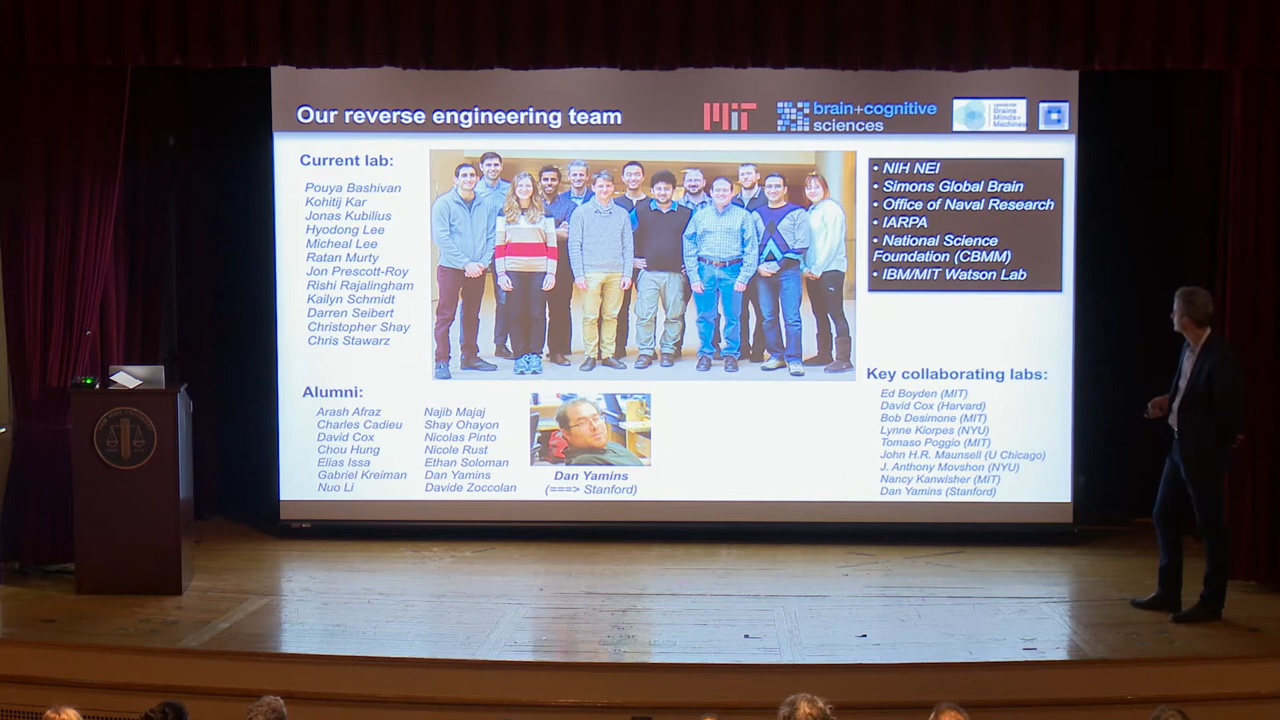 Our reverse engineering team
MiT
brain+cognitive
sciences
Brains
Minds+
Machines
Current lab:
Pouya Bashivan
Kohitij Kar
Jonas Kubilius
Hyodong Lee
Micheal Lee
Ratan Murty
Jon Prescott-Roy
Rishi Rajalingham
Kailyn Schmidt
Darren Seibert
Christopher Shay
Chris Stawarz
• NIH NEI
• Simons Global Brain
• Office of Naval Research
• IARPA
• National Science
Foundation (CBMM)
• IBM/MIT Watson Lab
Alumni:
Arash Afraz
Charles Cadieu
David Cox
Chou Hung
Elias Issa
Gabriel Kreiman
Nuo Li
Najib Majaj
Shay Ohayon
Nicolas Pinto
Nicole Rust
Ethan Soloman
Dan Yamins
Davide Zoccolan
Dan Yamins
(===> Stanford)
Key collaborating labs:
Ed Boyden (MIT)
David Cox (Harvard)
Bob Desimone (MIT)
Lynne Kiorpes (NYU)
Tomaso Poggio (MIT)
John H.R. Maunsell (U Chicago)
J. Anthony Movshon (NYU)
Nancy Kanwisher (MIT)
Dan Yamins (Stanford)